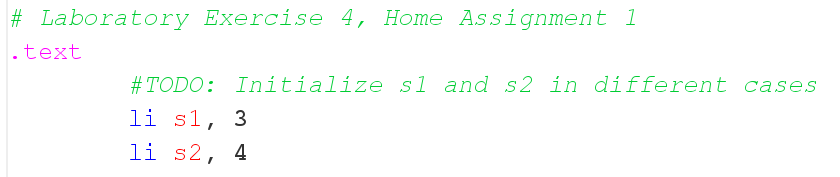 # Laboratory Exercise 4, Home Assignment 1
.text
#TODO: Initialize s1 and s2 in different cases
li s1, 3
li s2, 4